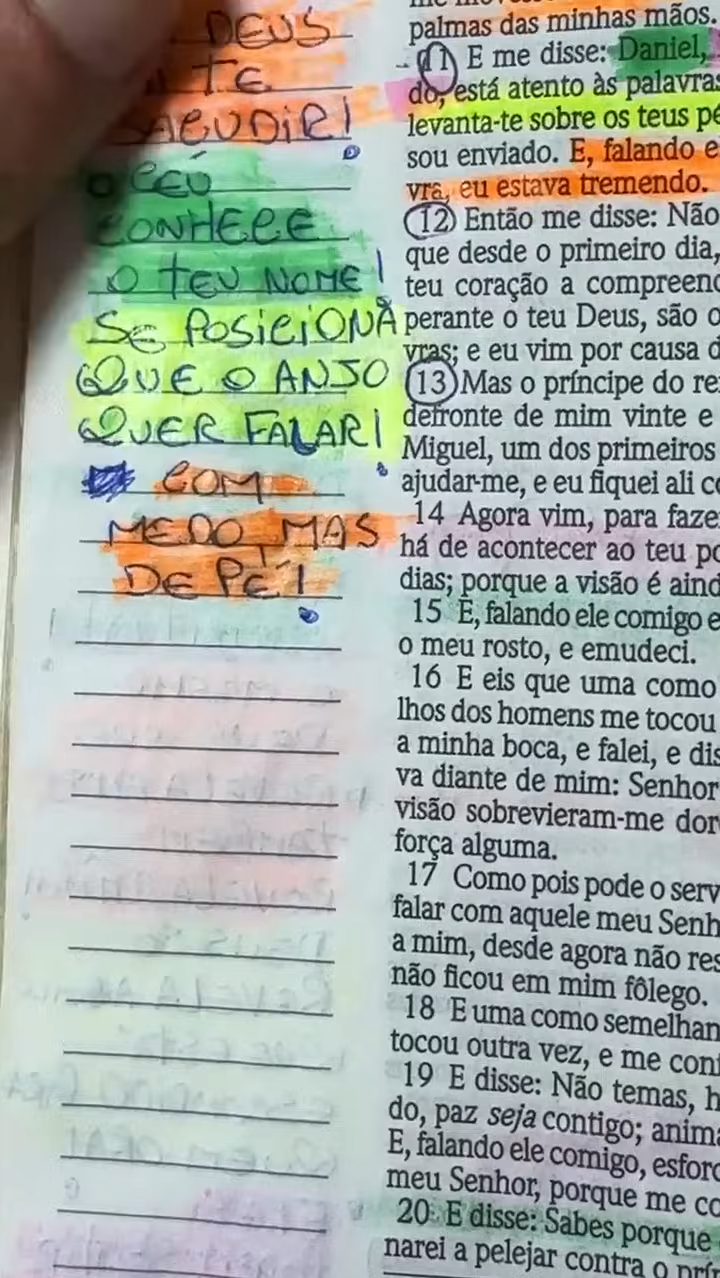 DEUS
TE
SACUDIR!
O CÉU
CONHECE
O TEU NOME!
SE POSICIONA
QUE O ANJO
QUER FALAR!
COM
MEDO, MAS
DE PÉ!
palmas das minhas mãos.
11 E me disse: Daniel,
do, está atento às palavras
levanta-te sobre os teus pé
sou enviado. E, falando e
vra, eu estava tremendo.
12 Então me disse: Não
que desde o primeiro dia,
teu coração a compreend
perante o teu Deus, são o
vras; e eu vim por causa d
13 Mas o príncipe do re
defronte de mim vinte e
Miguel, um dos primeiros
ajudar-me, e eu fiquei ali co
14 Agora vim, para faze
há de acontecer ao teu po
dias; porque a visão é aind
15 E, falando ele comigo e
o meu rosto, e emudeci.
16 E eis que uma como
lhos dos homens me tocou
a minha boca, e falei, e dis
va diante de mim: Senhor
visão sobrevieram-me dor
força alguma.
17 Como pois pode o serv
falar com aquele meu Senh
a mim, desde agora não res
não ficou em mim fôlego.
18 E uma como semelhan
tocou outra vez, e me conf
19 E disse: Não temas, h
do, paz seja contigo; anima
E, falando ele comigo, esforc
meu Senhor, porque me co
20 E disse: Sabes porque
narei a pelejar contra o prín